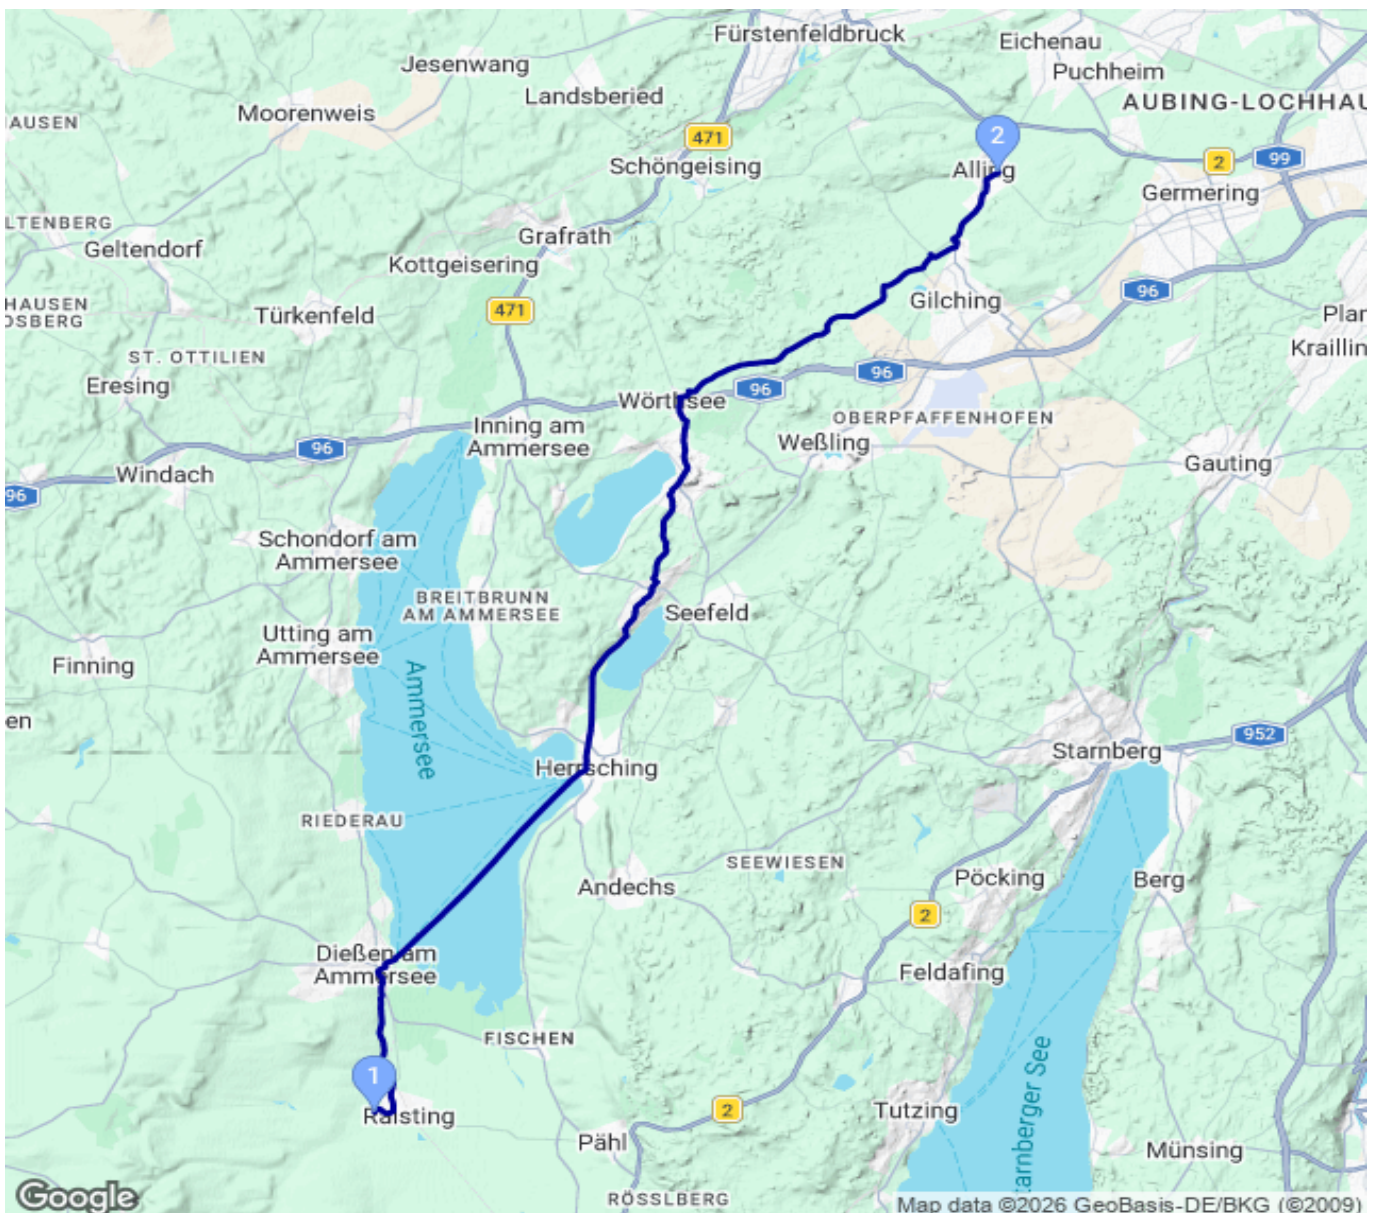 Fürstenfeldbruck
Eichenau
Puchheim
Jesenwang
Landsberied
AUBING-LOCHHAU
Moorenweis
HAUSEN
471
Schöngeising
2
Alling
2
99
Germering
LTENBERG
Geltendorf
Grafrath
Kottgeisering
96
HAUSEN
OSBERG
Türkenfeld
471
Gilching
Plan
Kraillin
ST. OTTILIEN
Eresing
96
96
Wörthsee
OBERPFAFFENHOFEN
Inning am
Ammersee
Weßling
96
Windach
Gauting
96
Schondorf am
Ammersee
BREITBRUNN
AM AMMERSEE
Seefeld
Utting am
Ammersee
Finning
Ammersee
en
952
Starnberg
Herrsching
RIEDERAU
SEEWIESEN
Andechs
Pöcking
Berg
2
Dießen am
Ammersee
Feldafing
FISCHEN
1
Raisting
2
Tutzing
Starnberger See
Pähl
Münsing
RÖSSLBERG
Google
Map data ©2026 GeoBasis-DE/BKG (©2009)